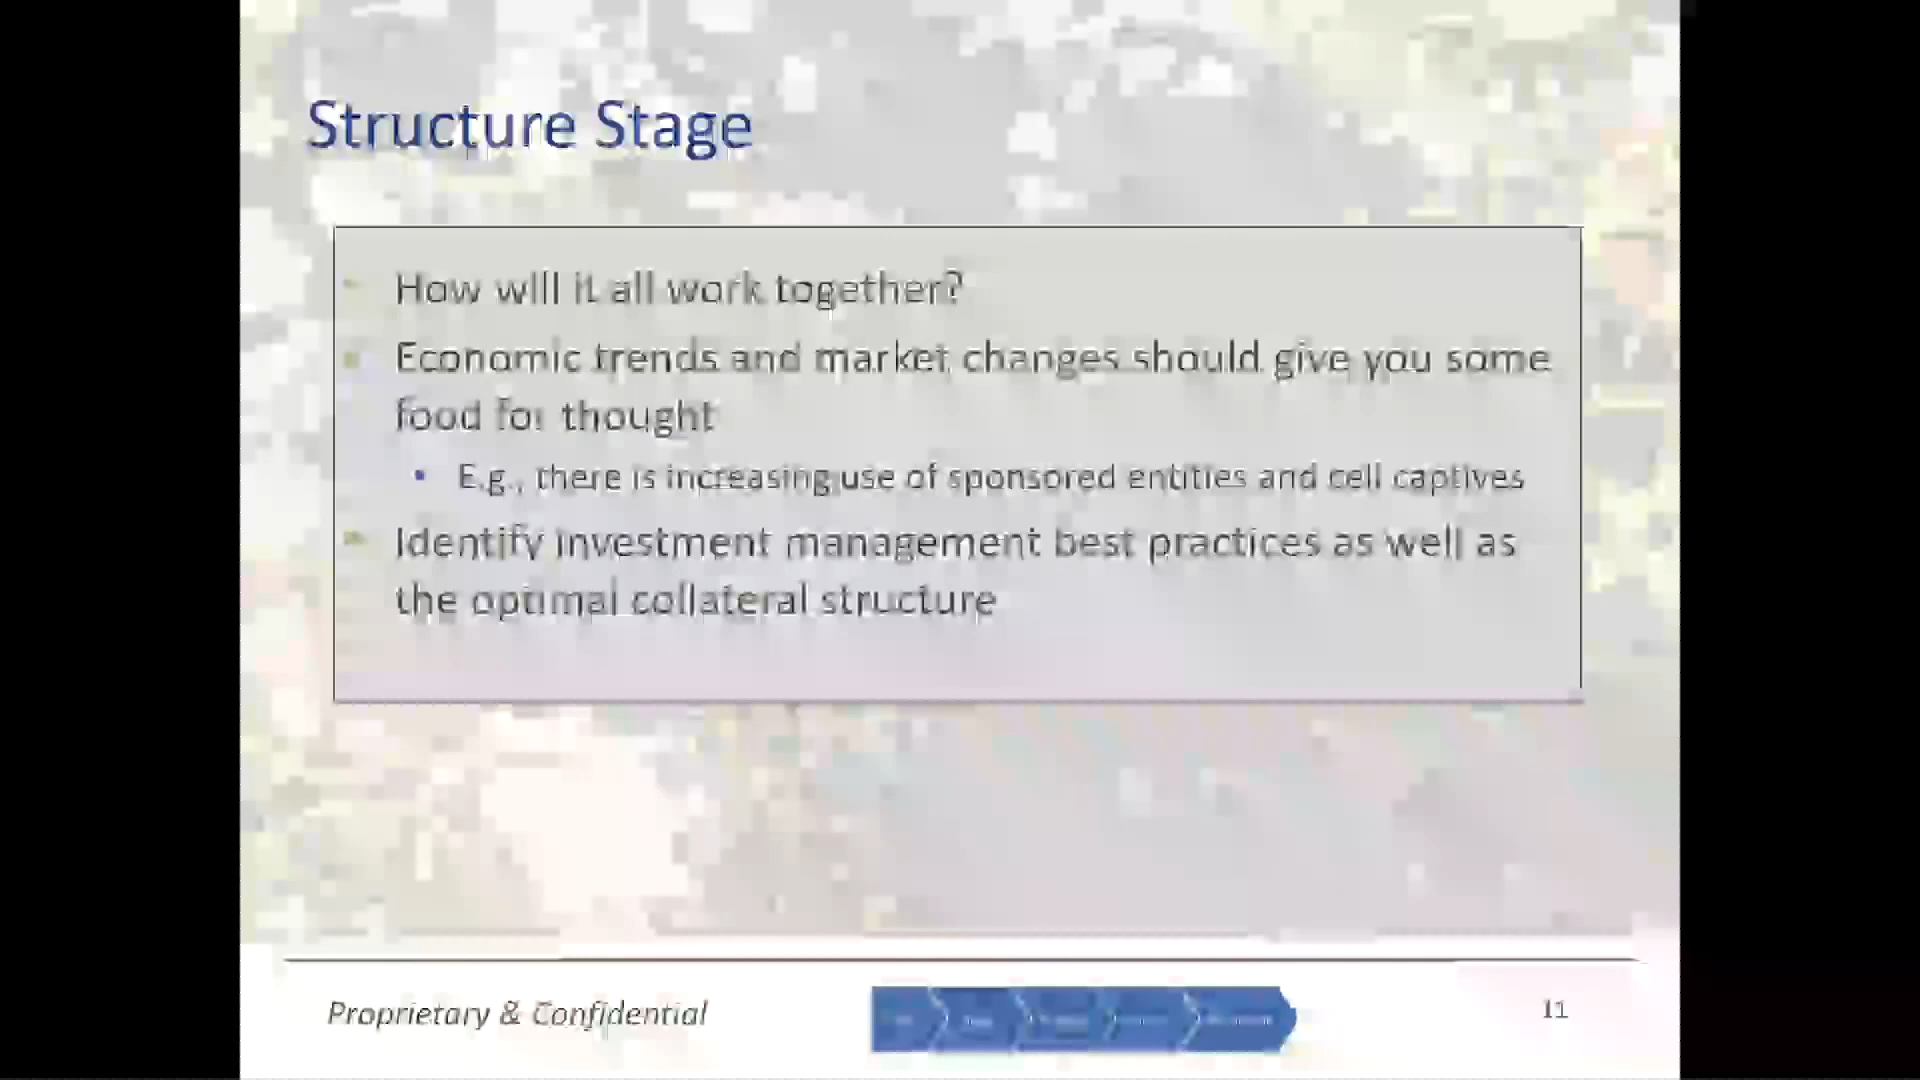 Structure Stage
How will it all work together?
Economic trends and market changes should give you some
food for thought
• E.g., there is increasing use of sponsored entities and cell captives
Identify investment management best practices as well as
the optimal collateral structure
Proprietary & Confidential
11